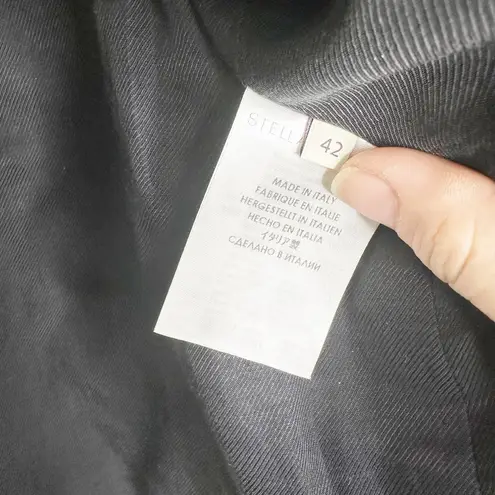 STELLA
42
MADE IN ITALY
FABRIQUE EN ITALIE
HERGESTELLT IN ITALIEN
HECHO EN ITALIA
イタリア製
СДЕЛАНО В ИТАЛИИ